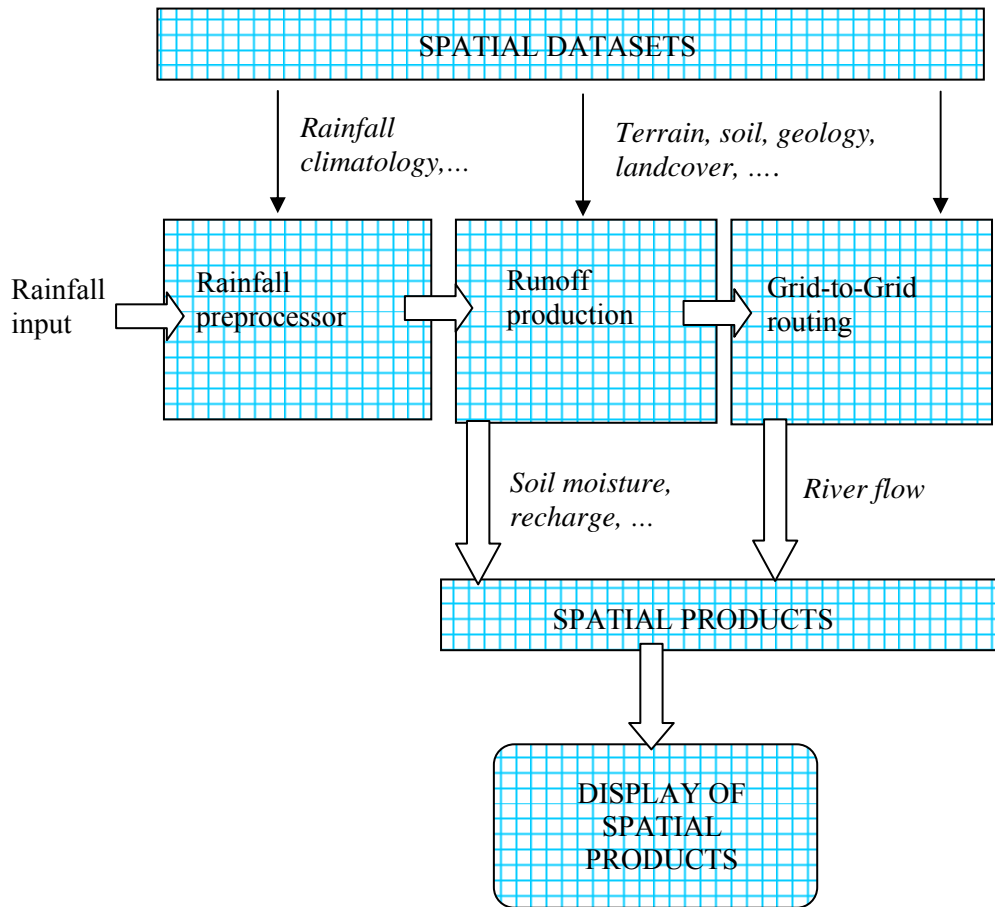 SPATIAL DATASETS
Rainfall
climatology,…
Terrain, soil, geology,
landcover, ….
Rainfall
input
Rainfall
preprocessor
Runoff
production
Grid-to-Grid
routing
Soil moisture,
recharge, …
River flow
SPATIAL PRODUCTS
DISPLAY OF
SPATIAL
PRODUCTS